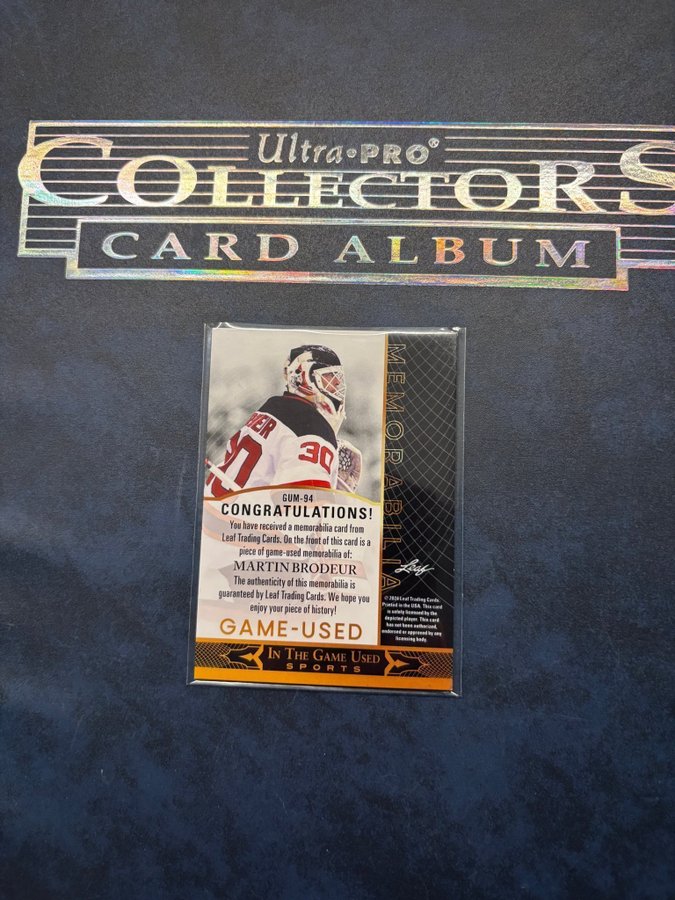 Ultra•PRO®
COLLECTORS
CARD ALBUM
30
30
GUM-94
CONGRATULATIONS!
You have received a memorabilia card from
Leaf Trading Cards. On the front of this card is a
piece of game-used memorabilia of:
MARTIN BRODEUR
The authenticity of this memorabilia is
guaranteed by Leaf Trading Cards. We hope you
enjoy your piece of history!
GAME-USED
MEMORABILIA
Leaf
© 2024 Leaf Trading Cards.
Printed in the USA. This card
is solely licensed by the
depicted player. This card
has not been authorized,
endorsed or approved by any
licensing body.
IN THE GAME USED
SPORTS